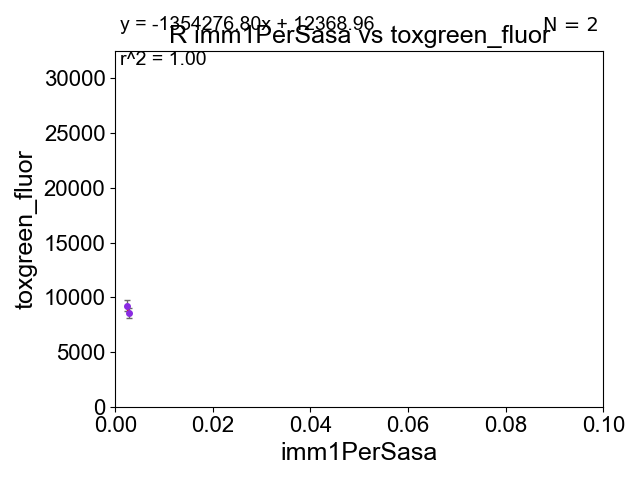 y = -1354276.80x + 12368.96
N = 2
R imm1PerSasa vs toxgreen_fluor
r^2 = 1.00
30000
25000
20000
15000
10000
5000
0
toxgreen_fluor
0.00 0.02 0.04 0.06 0.08 0.10
imm1PerSasa